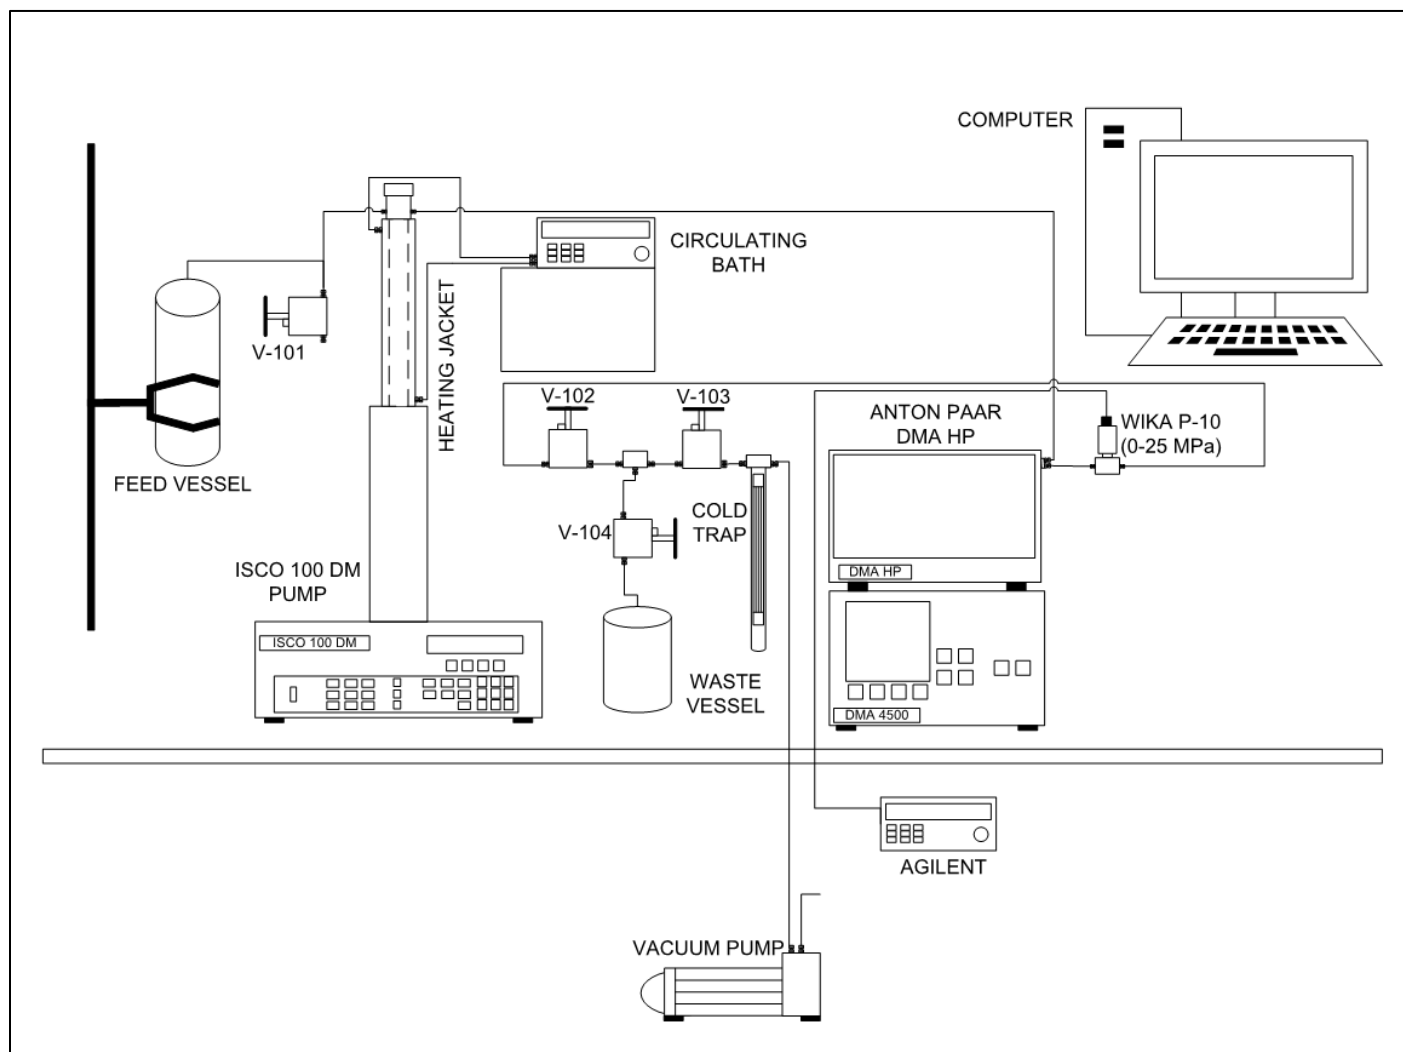 COMPUTER
CIRCULATING
BATH
HEATING JACKET
V-101
V-102
V-103
ANTON PAAR
DMA HP
WIKA P-10
(0-25 MPa)
FEED VESSEL
COLD
TRAP
V-104
ISCO 100 DM
PUMP
DMA HP
ISCO 100 DM
WASTE
VESSEL
DMA 4500
AGILENT
VACUUM PUMP